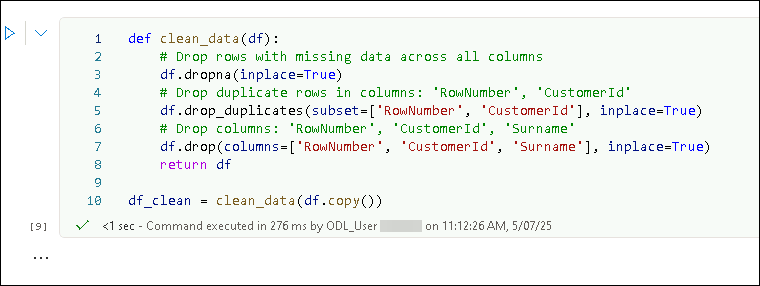 1 def clean_data(df):
2 # Drop rows with missing data across all columns
3 df.dropna(inplace=True)
4 # Drop duplicate rows in columns: 'RowNumber', 'CustomerId'
5 df.drop_duplicates(subset=['RowNumber', 'CustomerId'], inplace=True)
6 # Drop columns: 'RowNumber', 'CustomerId', 'Surname'
7 df.drop(columns=['RowNumber', 'CustomerId', 'Surname'], inplace=True)
8 return df
9
10 df_clean = clean_data(df.copy())
[9] <1 sec - Command executed in 276 ms by ODL_User on 11:12:26 AM, 5/07/25
...